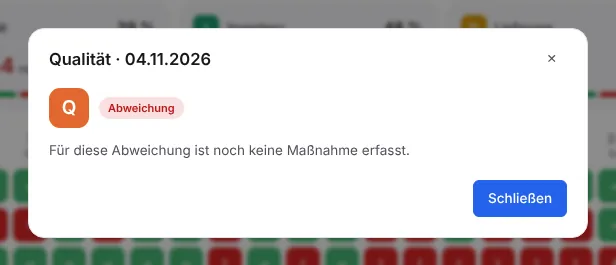 Qualität · 04.11.2026
×
Q
Abweichung
Für diese Abweichung ist noch keine Maßnahme erfasst.
Schließen